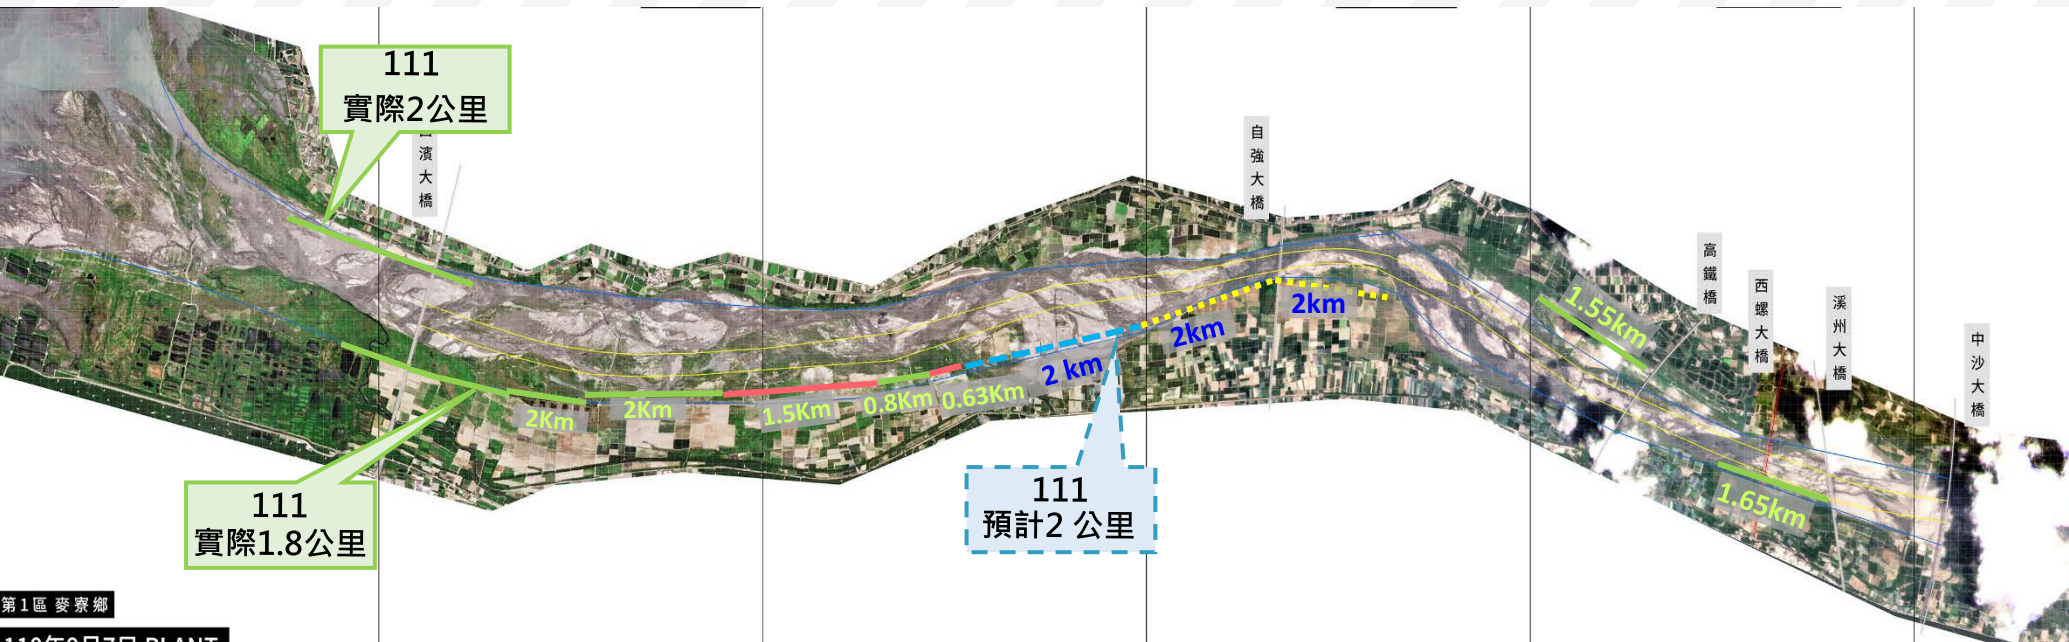 111
實際2公里
濱大橋
自強大橋
高鐵橋
西螺大橋
溪州大橋
中沙大橋
1.55km
2km
2km
2 km
0.63Km
0.8Km
1.5Km
2Km
2Km
1.65km
111
實際1.8公里
111
預計2 公里
第1區 麥寮鄉